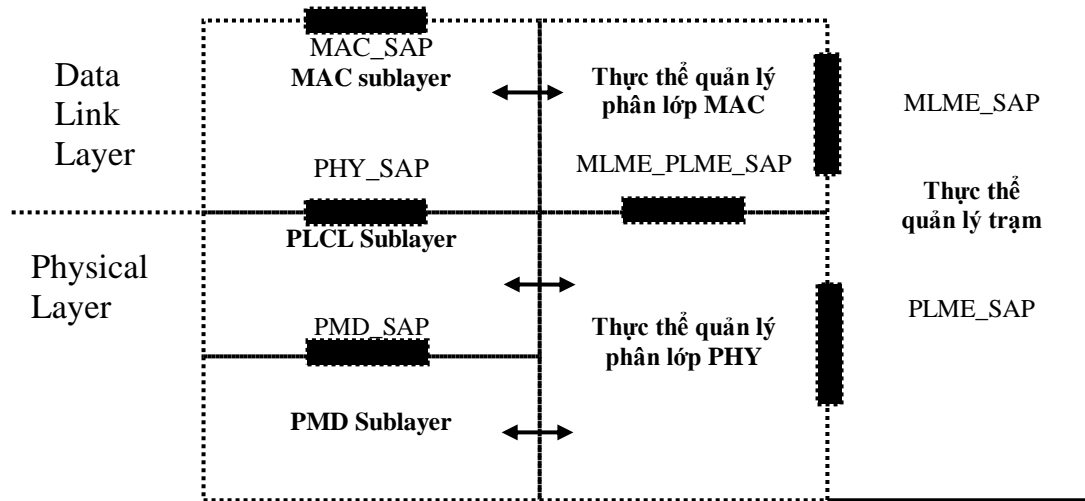 MAC_SAP
MAC sublayer
Data
Link
Layer
Thực thể quản lý
phân lớp MAC
MLME_SAP
PHY_SAP
MLME_PLME_SAP
Thực thể
quản lý trạm
PLCL Sublayer
Physical
Layer
PMD_SAP
Thực thể quản lý
phân lớp PHY
PLME_SAP
PMD Sublayer